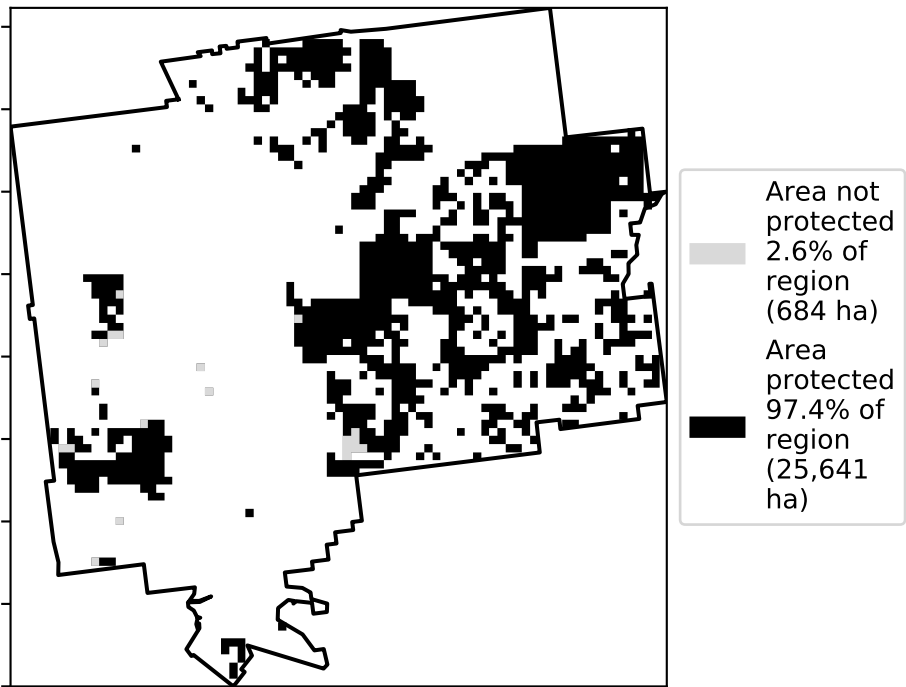 Area not
protected
2.6% of
region
(684 ha)
Area
protected
97.4% of
region
(25,641
ha)